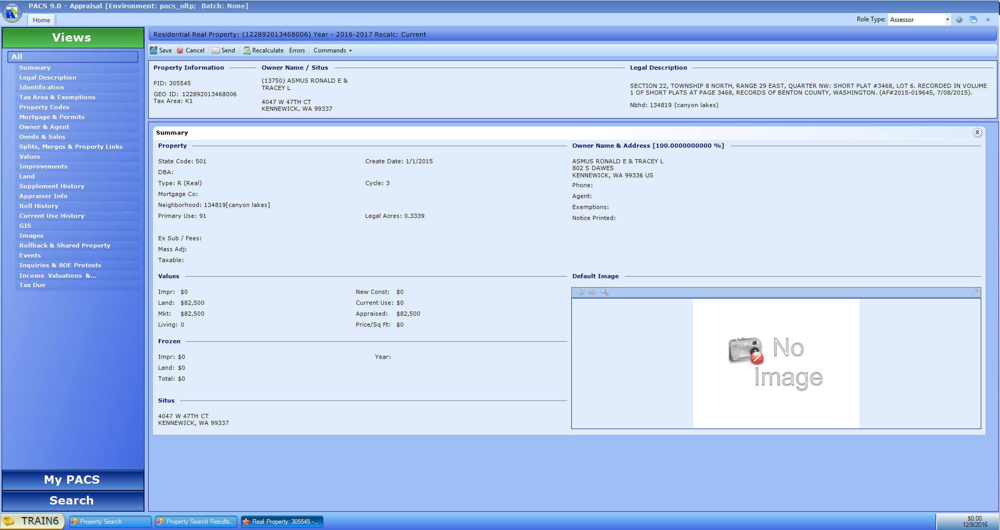 PACS 9.0 - Appraisal [Environment: pacs_oltp;  Batch: None]
Home
Role Type: Assessor
Views
All
Summary
Legal Description
Identification
Tax Area & Exemptions
Property Codes
Mortgage & Permits
Owner & Agent
Deeds & Sales
Splits, Merges & Property Links
Values
Improvements
Land
Supplement History
Appraiser Info
Roll History
Current Use History
GIS
Images
Rollback & Shared Property
Events
Inquiries & BOE Protests
Income Valuations &...
Tax Due
My PACS
Search
Residential Real Property: (122892013468006) Year - 2016-2017 Recalc: Current
Save Cancel Send Recalculate Errors Commands
Property Information
PID: 305545
GEO ID: 122892013468006
Tax Area: K1
Owner Name / Situs
(13750) ASMUS RONALD E &
TRACEY L
4047 W 47TH CT
KENNEWICK, WA 99337
Legal Description
SECTION 22, TOWNSHIP 8 NORTH, RANGE 29 EAST, QUARTER NW: SHORT PLAT #3468, LOT 6. RECORDED IN VOLUME
1 OF SHORT PLATS AT PAGE 3468, RECORDS OF BENTON COUNTY, WASHINGTON. (AF#2015-019645, 7/08/2015).
Nbhd: 134819 (canyon lakes)
Summary
Property
State Code: 501 Create Date: 1/1/2015
DBA:
Type: R (Real) Cycle: 3
Mortgage Co:
Neighborhood: 134819[canyon lakes]
Primary Use: 91 Legal Acres: 0.3339
Ex Sub / Fees:
Mass Adj:
Taxable:
Owner Name & Address [100.0000000000 %]
ASMUS RONALD E & TRACEY L
802 S DAWES
KENNEWICK, WA 99336 US
Phone:
Agent:
Exemptions:
Notice Printed:
Values
Impr: $0 New Const: $0
Land: $82,500 Current Use: $0
Mkt: $82,500 Appraised: $82,500
Living: 0 Price/Sq Ft: $0
Frozen
Impr: $0 Year:
Land: $0
Total: $0
Situs
4047 W 47TH CT
KENNEWICK, WA 99337
Default Image
No
Image
TRAIN6 Property Search Property Search Results... Real Property: 305545 -...
$0.00
12/9/2016